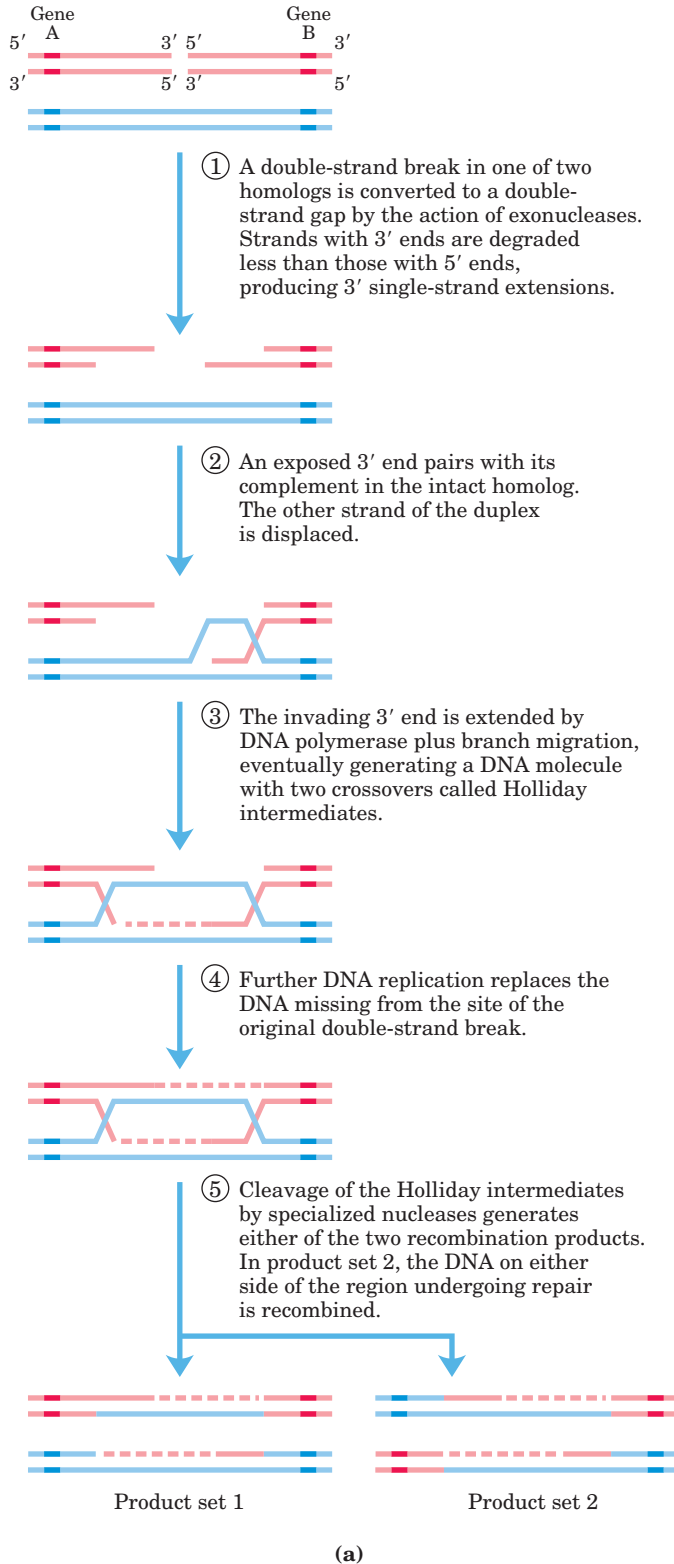 Gene
A
Gene
B
5′ 3′ 5′ 3′
3′ 5′ 3′ 5′
① A double-strand break in one of two
homologs is converted to a double-
strand gap by the action of exonucleases.
Strands with 3′ ends are degraded
less than those with 5′ ends,
producing 3′ single-strand extensions.
② An exposed 3′ end pairs with its
complement in the intact homolog.
The other strand of the duplex
is displaced.
③ The invading 3′ end is extended by
DNA polymerase plus branch migration,
eventually generating a DNA molecule
with two crossovers called Holliday
intermediates.
④ Further DNA replication replaces the
DNA missing from the site of the
original double-strand break.
⑤ Cleavage of the Holliday intermediates
by specialized nucleases generates
either of the two recombination products.
In product set 2, the DNA on either
side of the region undergoing repair
is recombined.
Product set 1
Product set 2
(a)